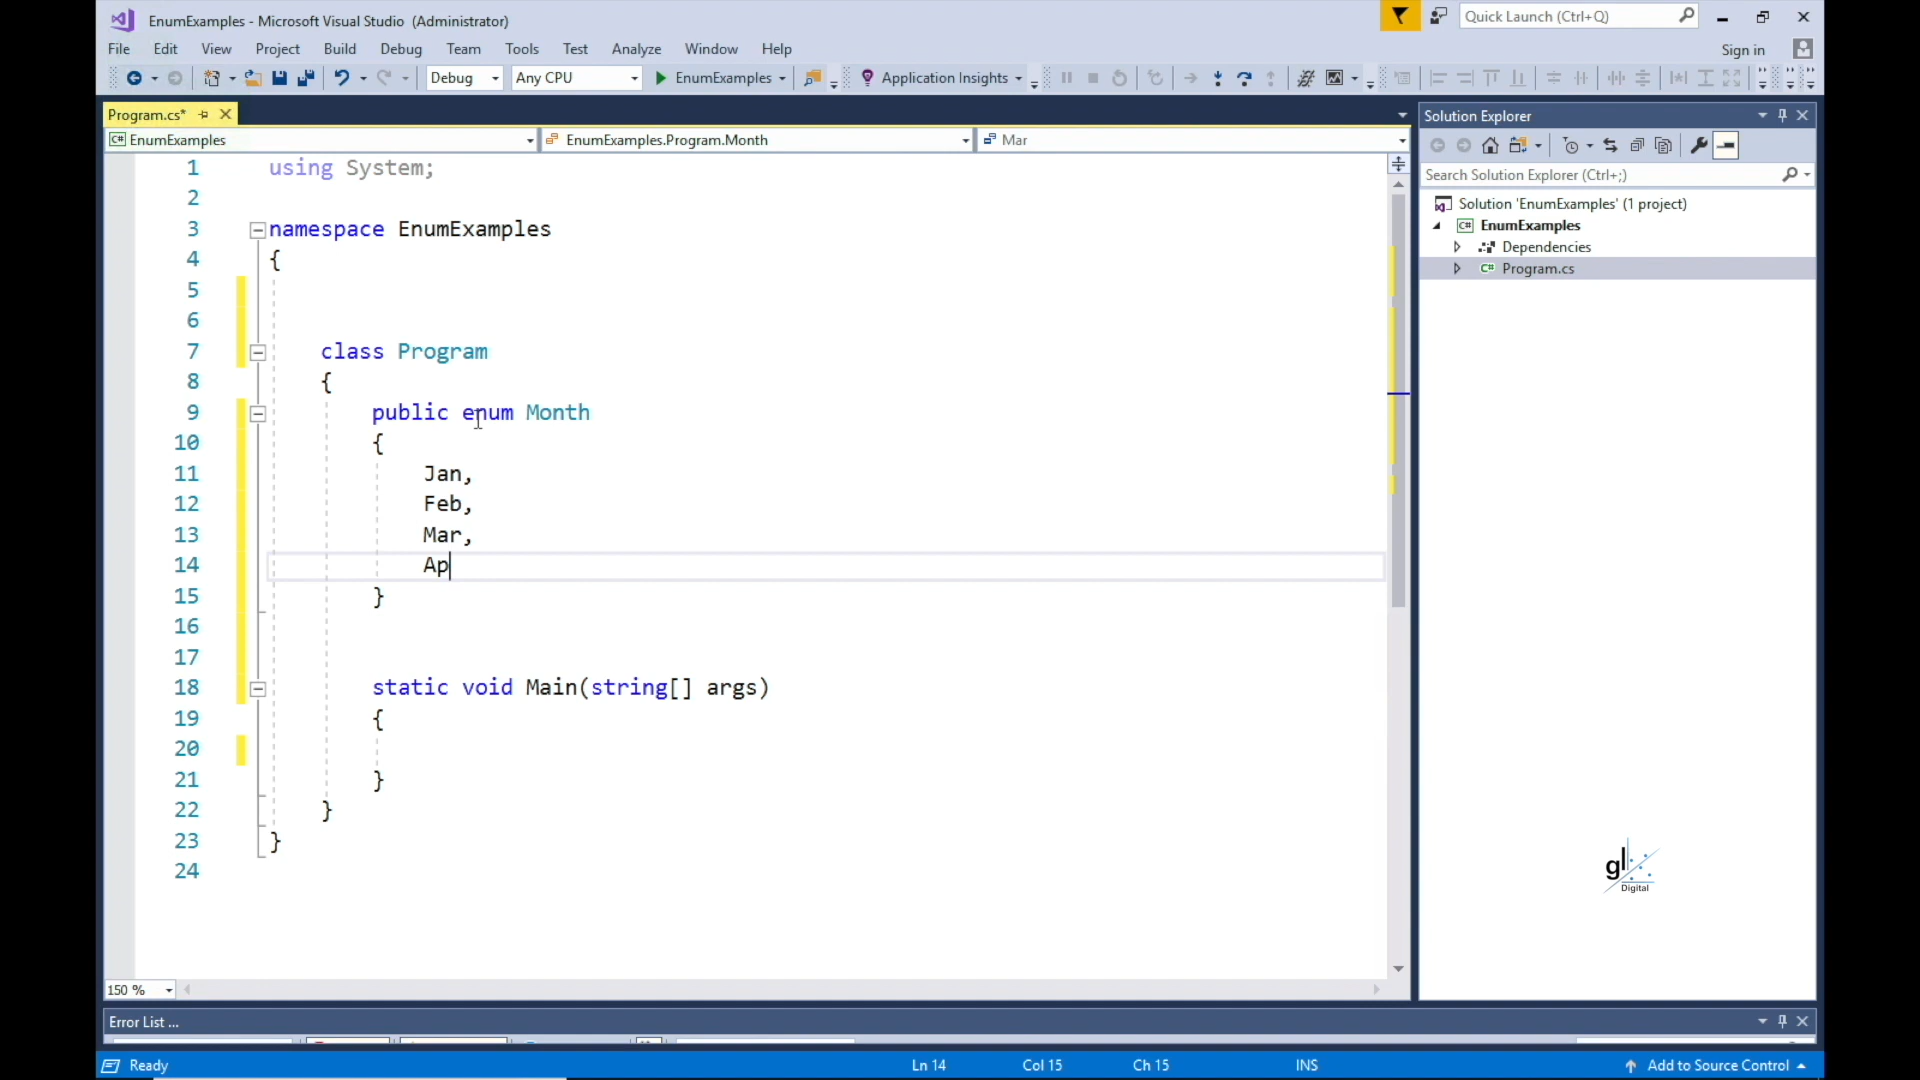 EnumExamples - Microsoft Visual Studio (Administrator)
Quick Launch (Ctrl+Q)
File Edit View Project Build Debug Team Tools Test Analyze Window Help
Sign in
Debug Any CPU EnumExamples Application Insights
Program.cs*
EnumExamples EnumExamples.Program.Month Mar
1 using System;
2
3 namespace EnumExamples
4 {
5
6
7 class Program
8 {
9 public enum Month
10 {
11 Jan,
12 Feb,
13 Mar,
14 Ap
15 }
16
17
18 static void Main(string[] args)
19 {
20
21 }
22 }
23 }
24
150 %
Solution Explorer
Search Solution Explorer (Ctrl+;)
Solution 'EnumExamples' (1 project)
C# EnumExamples
Dependencies
C# Program.cs
gl
Digital
Error List ...
Ready Ln 14 Col 15 Ch 15 INS Add to Source Control